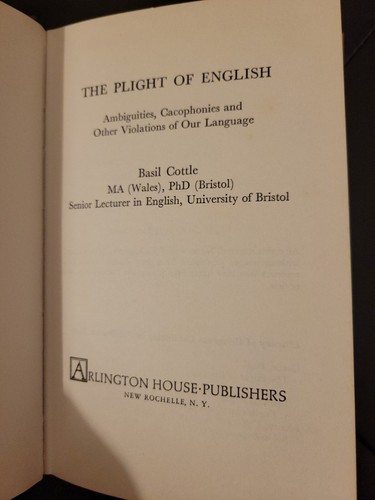 THE PLIGHT OF ENGLISH
Ambiguities, Cacophonies and
Other Violations of Our Language
Basil Cottle
MA (Wales), PhD (Bristol)
Senior Lecturer in English, University of Bristol
ARLINGTON HOUSE·PUBLISHERS
NEW ROCHELLE, N. Y.